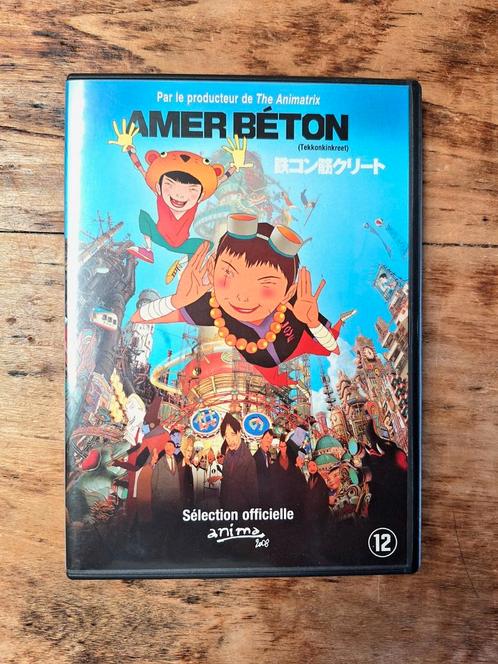 Par le producteur de The Animatrix
AMER BÉTON
(Tekkonkinkreet)
鉄コン筋クリート
Sélection officielle
anima
2008
12